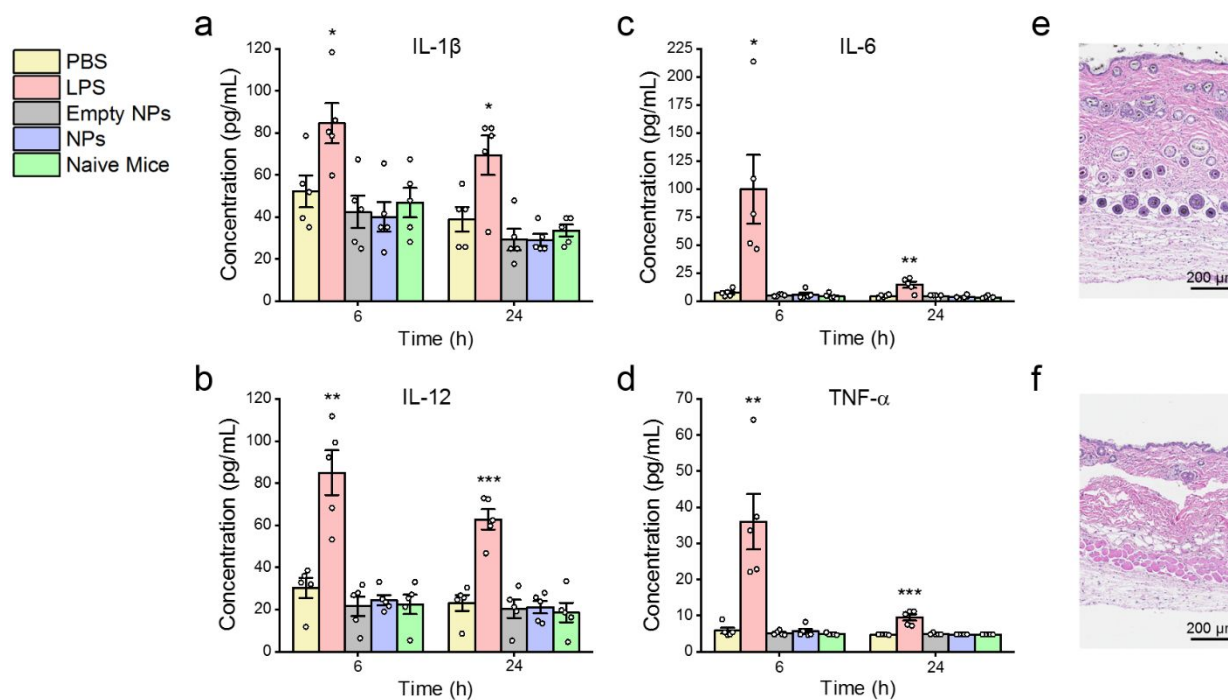 PBS
LPS
Empty NPs
NPs
Naive Mice
a
IL-1β
Concentration (pg/mL)
120
100
80
60
40
20
0
*
*
6
24
Time (h)
b
IL-12
Concentration (pg/mL)
120
100
80
60
40
20
0
**
***
6
24
Time (h)
c
IL-6
Concentration (pg/mL)
225
200
175
150
125
100
75
50
25
0
*
**
6
24
Time (h)
d
TNF-α
Concentration (pg/mL)
70
60
50
40
30
20
10
0
**
***
6
24
Time (h)
e
200 μm
f
200 μm